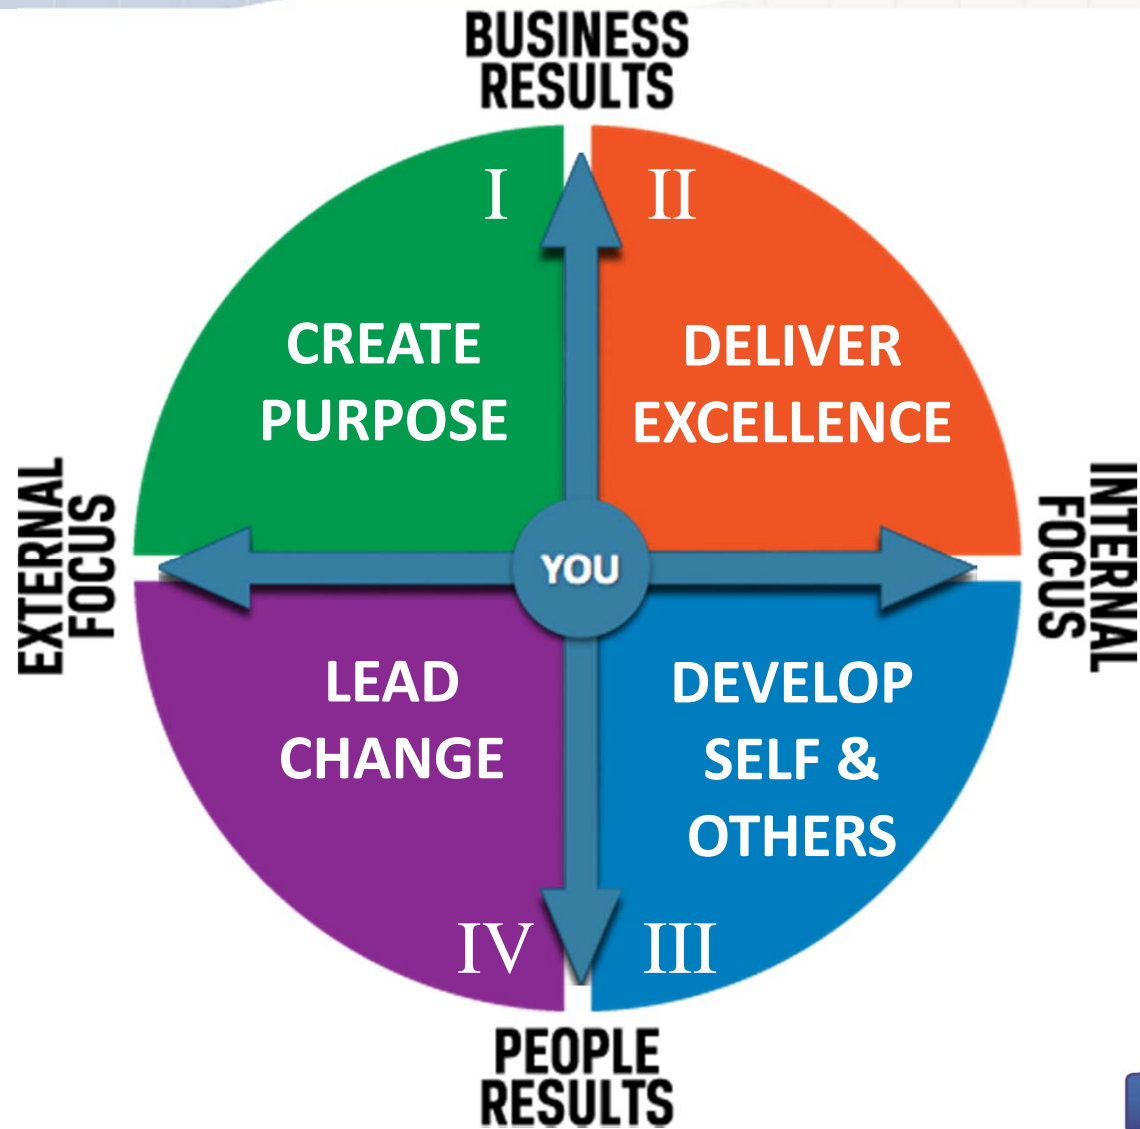 BUSINESS
RESULTS
I
II
CREATE
PURPOSE
DELIVER
EXCELLENCE
EXTERNAL
FOCUS
YOU
INTERNAL
FOCUS
LEAD
CHANGE
DEVELOP
SELF &
OTHERS
IV
III
PEOPLE
RESULTS